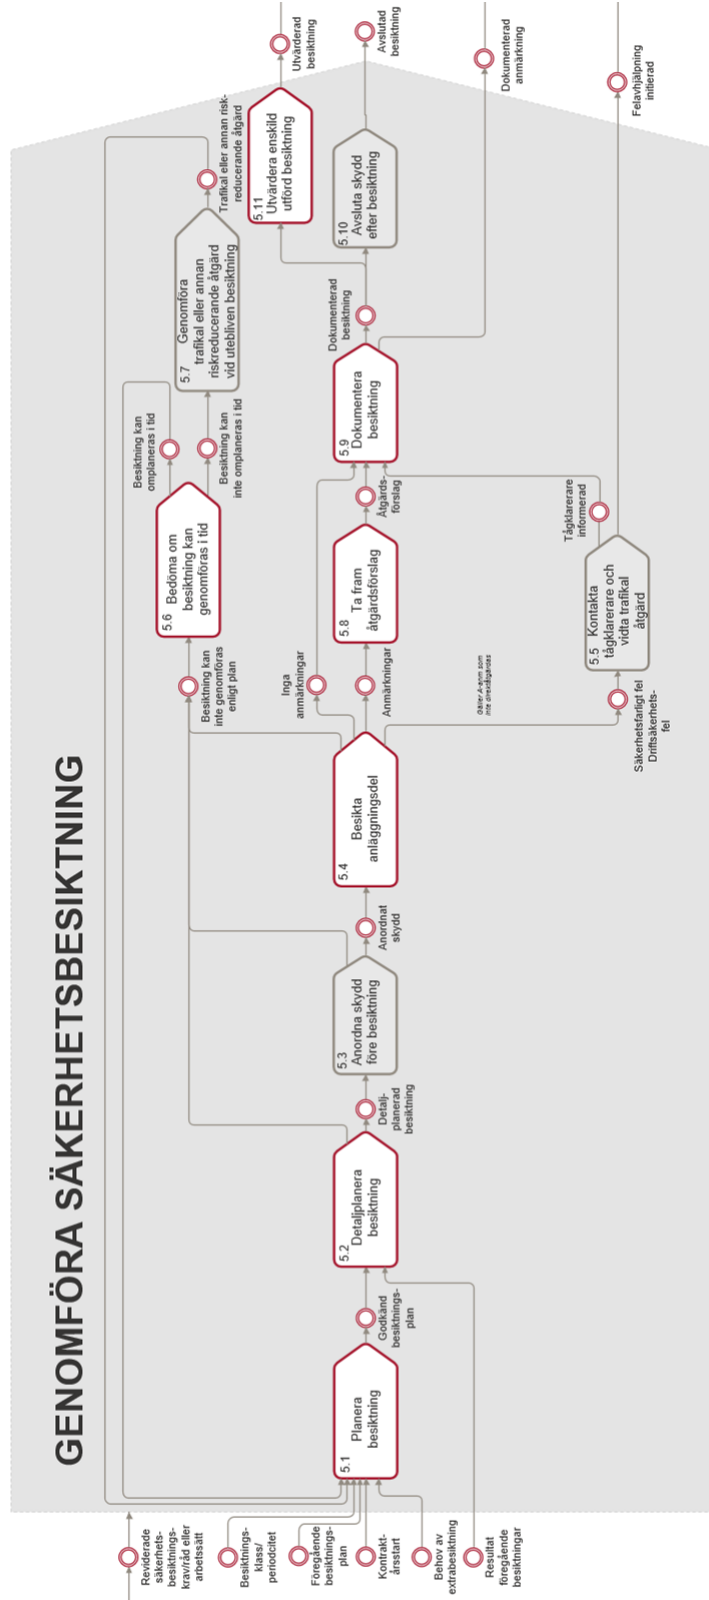 GENOMFÖRA SÄKERHETSBESIKTNING
Reviderade
säkerhets-
besiktnings-
krav/råd eller
arbetssätt
Besiktnings-
klass/
periodcitet
Föregående
besiktnings-
plan
Kontrakt-
årsstart
Behov av
extrabesiktning
Resultat
föregående
besiktningar
5.1
Planera
besiktning
Godkänd
besiktnings-
plan
5.2
Detaljplanera
besiktning
Detalj-
planerad
besiktning
5.3
Anordna skydd
före besiktning
Anordnat
skydd
5.4
Besikta
anläggningsdel
Besiktning kan
inte genomföras
enligt plan
Inga
anmärkningar
Anmärkningar
Gäller A-anm som
inte direktåtgärdas
Säkerhetsfarligt fel
Driftsäkerhets-
fel
5.5 Kontakta
tågklarerare och
vidta trafikal
åtgärd
Tågklarerare
informerad
Felavhjälpning
initierad
5.6
Bedöma om
besiktning kan
genomföras i tid
Besiktning kan
omplaneras i tid
Besiktning kan
inte omplaneras i tid
5.7
Genomföra
trafikal eller annan
riskreducerande åtgärd
vid utebliven besiktning
Trafikal eller annan risk-
reducerande åtgärd
5.8
Ta fram
åtgärdsförslag
Åtgärds-
förslag
5.9
Dokumentera
besiktning
Dokumenterad
besiktning
Dokumenterad
anmärkning
5.10
Avsluta skydd
efter besiktning
Avslutad
besiktning
5.11
Utvärdera enskild
utförd besiktning
Utvärderad
besiktning